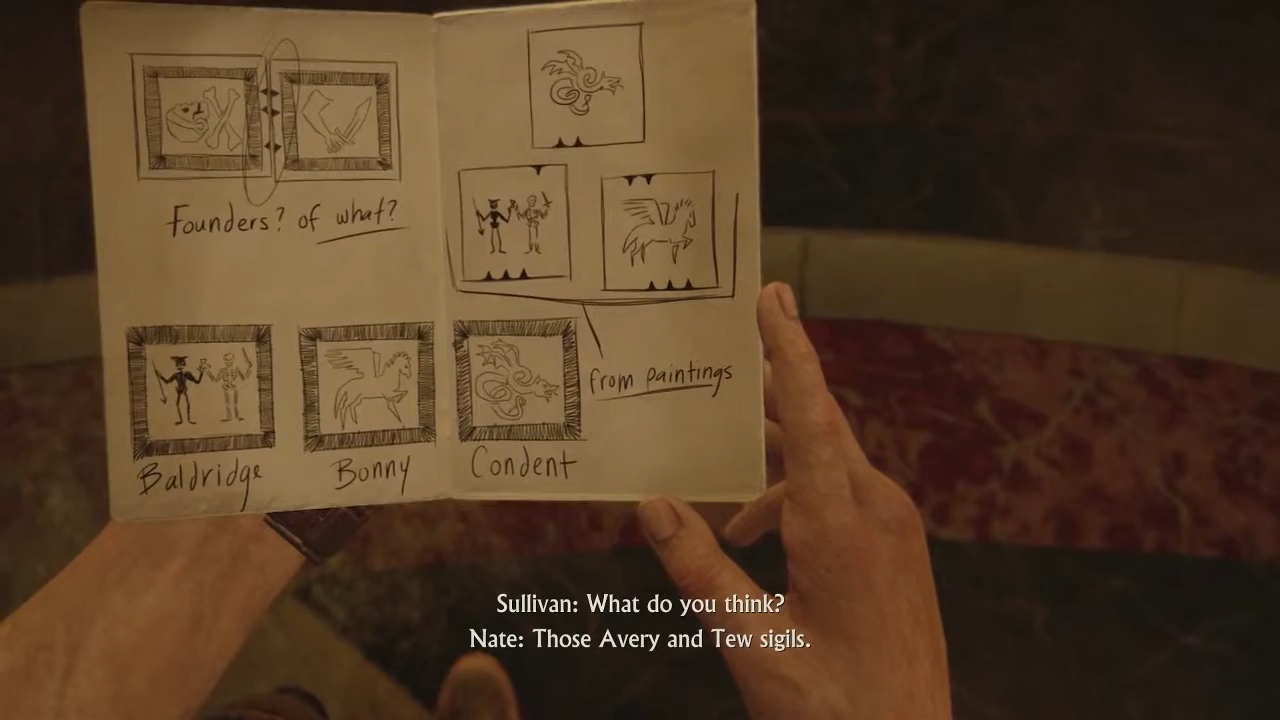 Founders? of what?
from paintings
Baldridge
Bonny
Condent
Sullivan: What do you think?
Nate: Those Avery and Tew sigils.